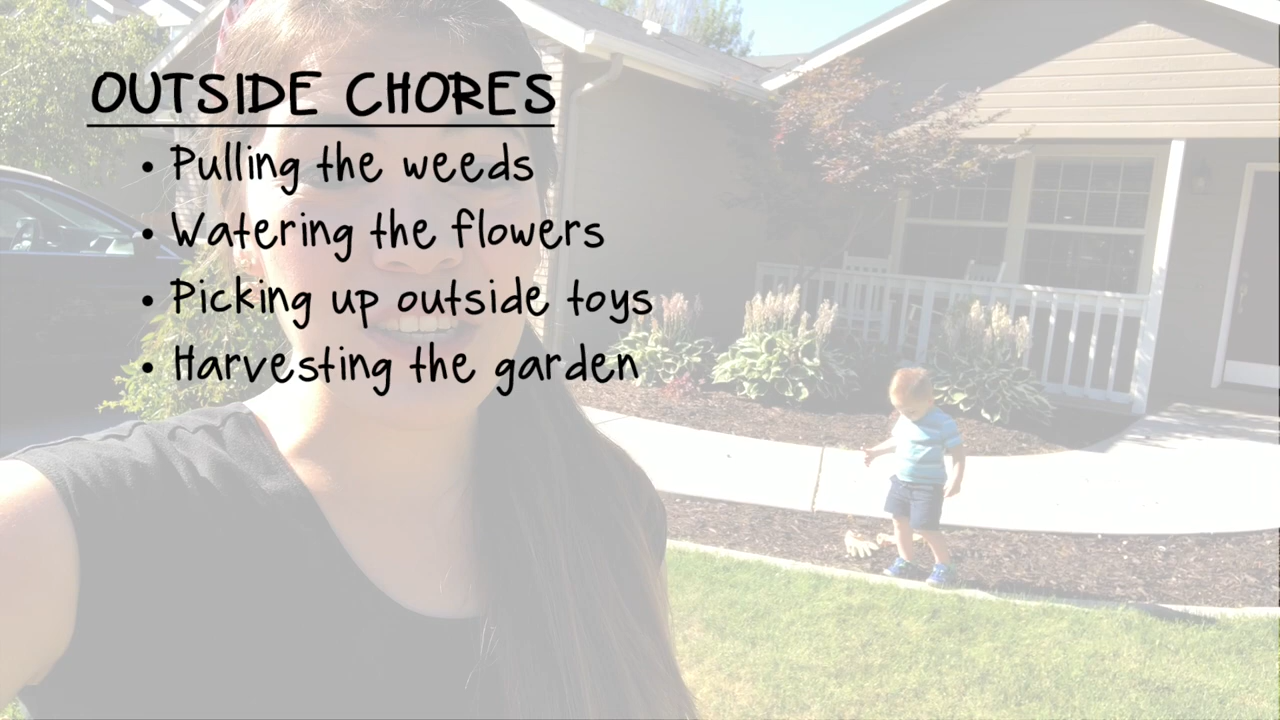 OUTSIDE CHORES
• Pulling the weeds
• Watering the flowers
• Picking up outside toys
• Harvesting the garden